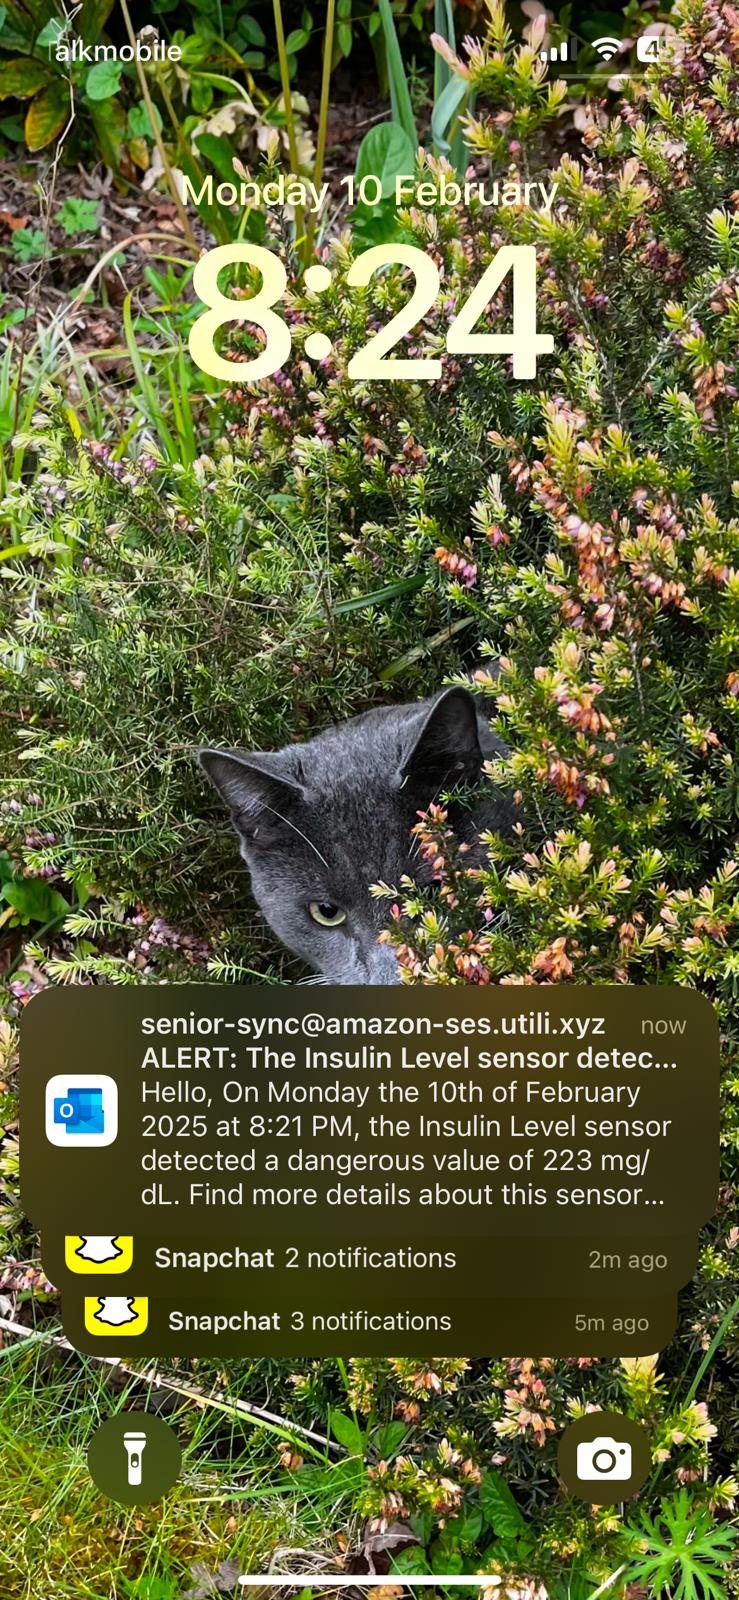 alkmobile
Monday 10 February
8:24
senior-sync@amazon-ses.utili.xyz now
ALERT: The Insulin Level sensor detec...
Hello, On Monday the 10th of February
2025 at 8:21 PM, the Insulin Level sensor
detected a dangerous value of 223 mg/
dL. Find more details about this sensor...
Snapchat 2 notifications 2m ago
Snapchat 3 notifications 5m ago